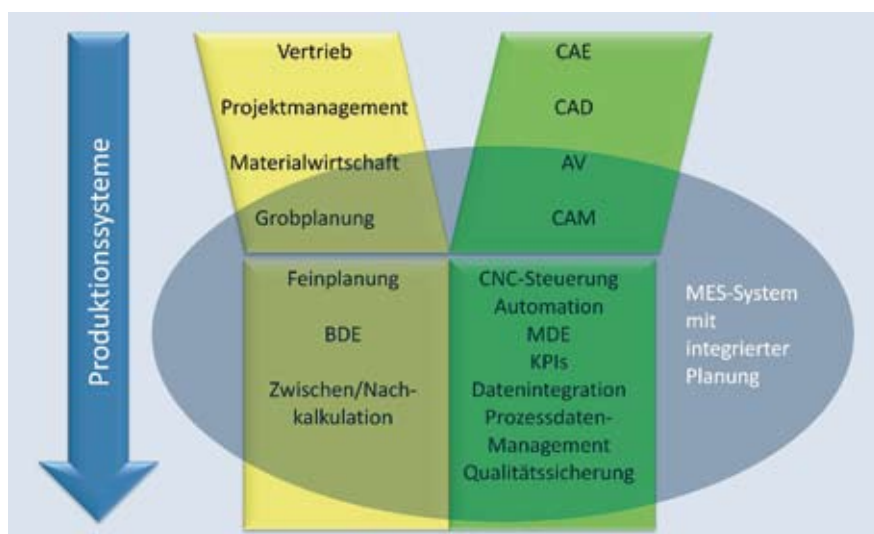 Produktionssysteme
Vertrieb
Projektmanagement
Materialwirtschaft
Grobplanung
Feinplanung
BDE
Zwischen/Nach-
kalkulation
CAE
CAD
AV
CAM
CNC-Steuerung
Automation
MDE
KPIs
Datenintegration
Prozessdaten-
Management
Qualitätssicherung
MES-System
mit
integrierter
Planung